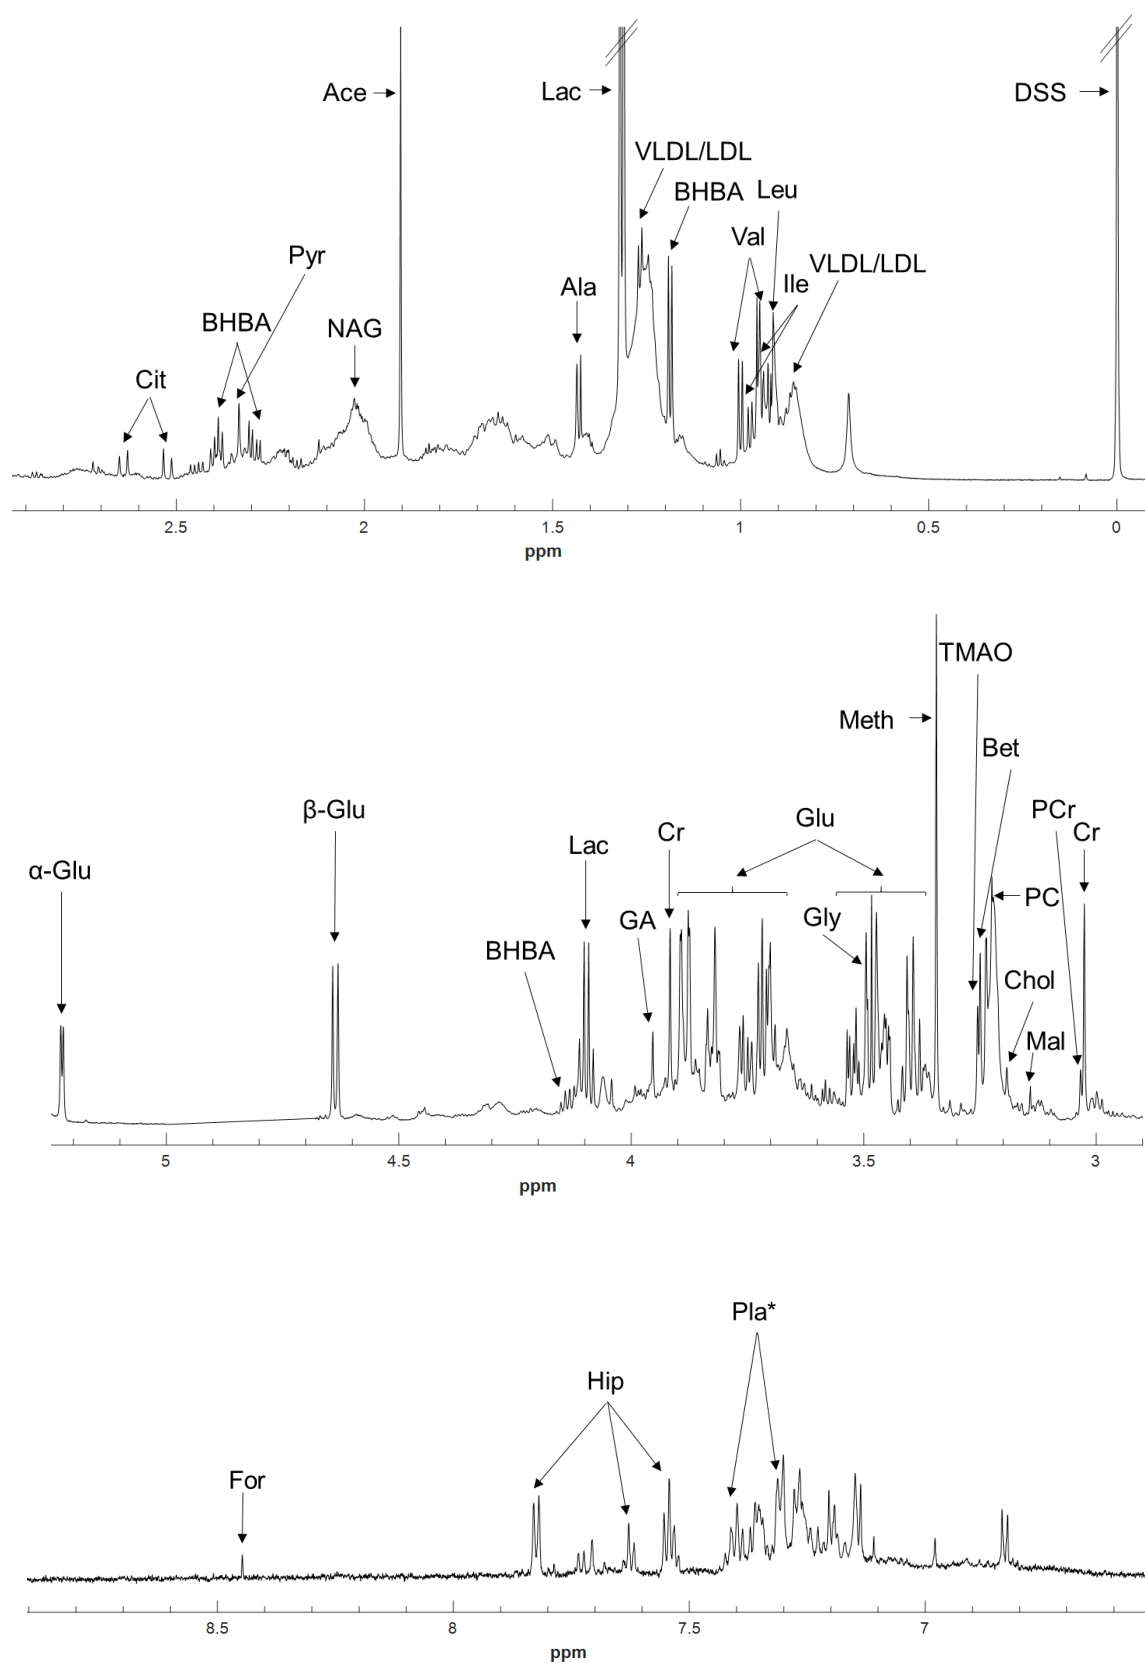 Ace
Lac
DSS
VLDL/LDL
BHBA
Leu
Val
Pyr
VLDL/LDL
Ile
Ala
BHBA
NAG
Cit
2.5 2 1.5 1 0.5 0
ppm
TMAO
Meth
Bet
β-Glu
PCr
Glu
Cr
Cr
Lac
α-Glu
PC
GA
Gly
BHBA
Chol
Mal
5 4.5 4 3.5 3
ppm
Pla*
Hip
For
8.5 8 7.5 7
ppm